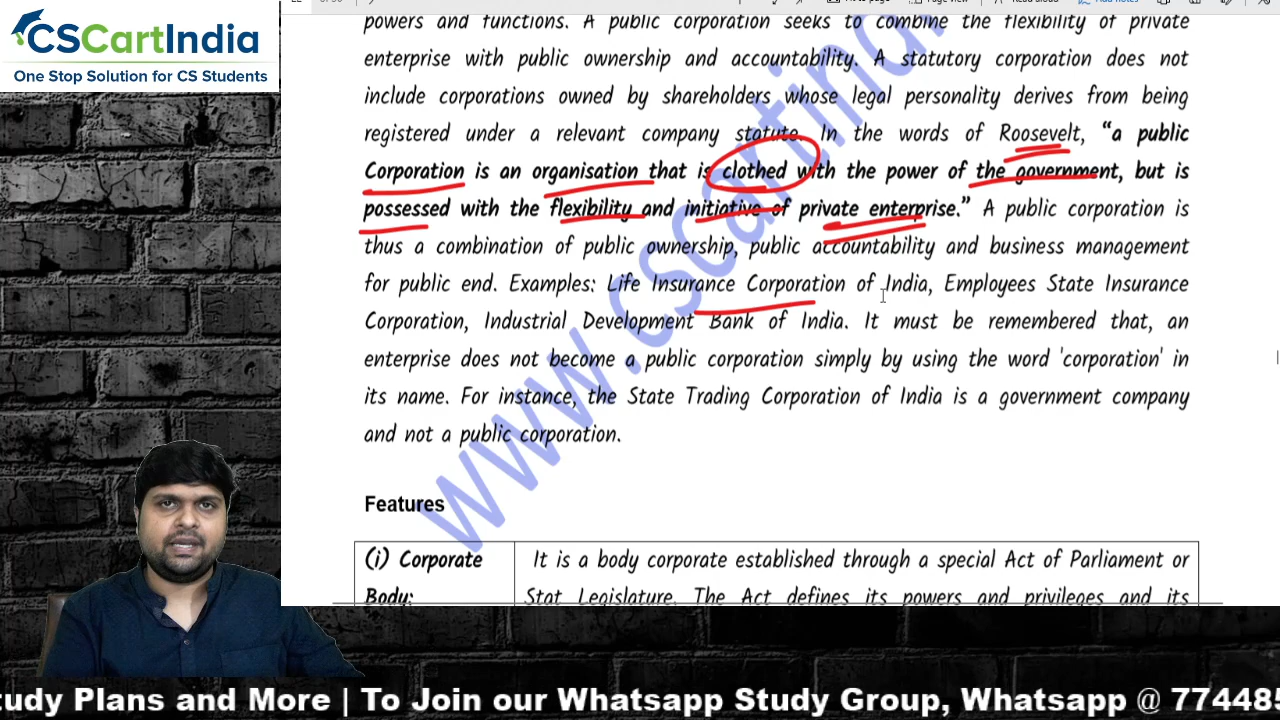 CSCartIndia
One Stop Solution for CS Students
powers and functions. A public corporation seeks to combine the flexibility of private
enterprise with public ownership and accountability. A statutory corporation does not
include corporations owned by shareholders whose legal personality derives from being
registered under a relevant company statute. In the words of Roosevelt, “a public
Corporation is an organisation that is clothed with the power of the government, but is
possessed with the flexibility and initiative of private enterprise.” A public corporation is
thus a combination of public ownership, public accountability and business management
for public end. Examples: Life Insurance Corporation of India, Employees State Insurance
Corporation, Industrial Development Bank of India. It must be remembered that, an
enterprise does not become a public corporation simply by using the word 'corporation' in
its name. For instance, the State Trading Corporation of India is a government company
and not a public corporation.
www.cscartind
Features
(i) Corporate
Body:
It is a body corporate established through a special Act of Parliament or
Stat Legislature. The Act defines its powers and privileges and its
tudy Plans and More | To Join our Whatsapp Study Group, Whatsapp @ 77448